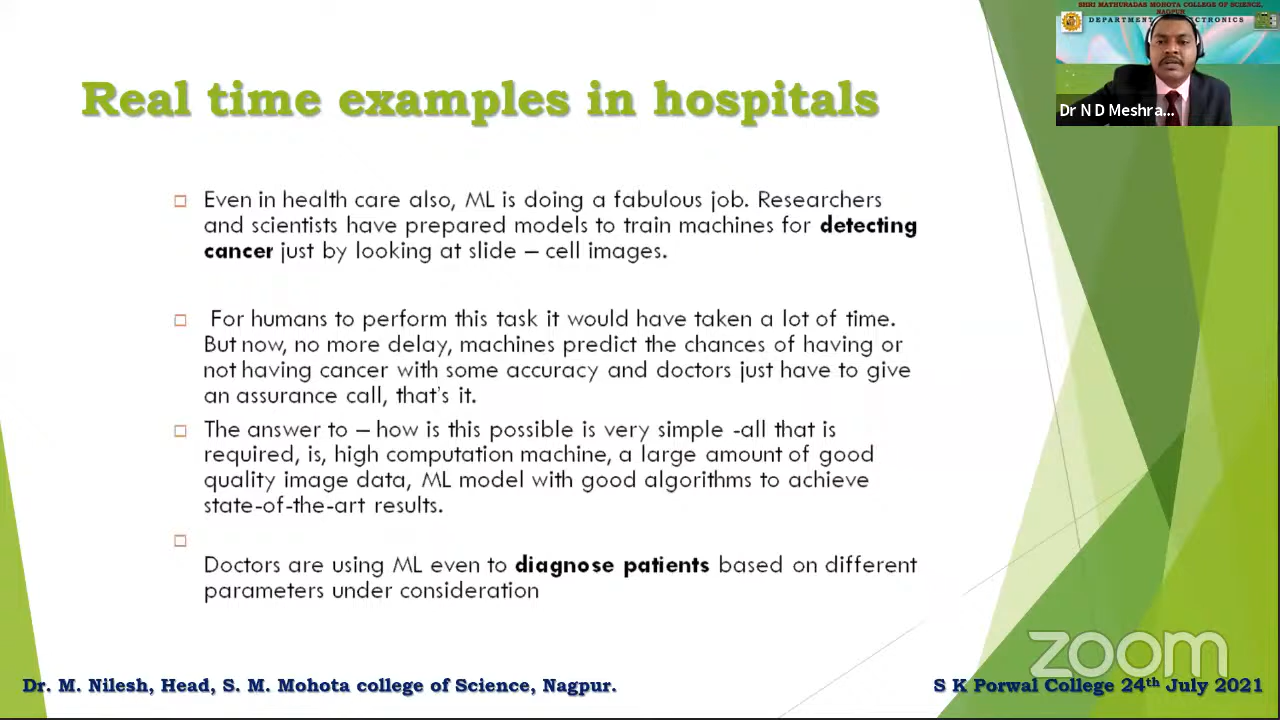 SHRI MATHURADAS MOHOTA COLLEGE OF SCIENCE,
NAGPUR
Dr N D Meshra...
Real time examples in hospitals
Even in health care also, ML is doing a fabulous job. Researchers
and scientists have prepared models to train machines for detecting
cancer just by looking at slide – cell images.
For humans to perform this task it would have taken a lot of time.
But now, no more delay, machines predict the chances of having or
not having cancer with some accuracy and doctors just have to give
an assurance call, that's it.
The answer to – how is this possible is very simple -all that is
required, is, high computation machine, a large amount of good
quality image data, ML model with good algorithms to achieve
state-of-the-art results.
Doctors are using ML even to diagnose patients based on different
parameters under consideration
zoom
Dr. M. Nilesh, Head, S. M. Mohota college of Science, Nagpur.
S K Porwal College 24th July 2021